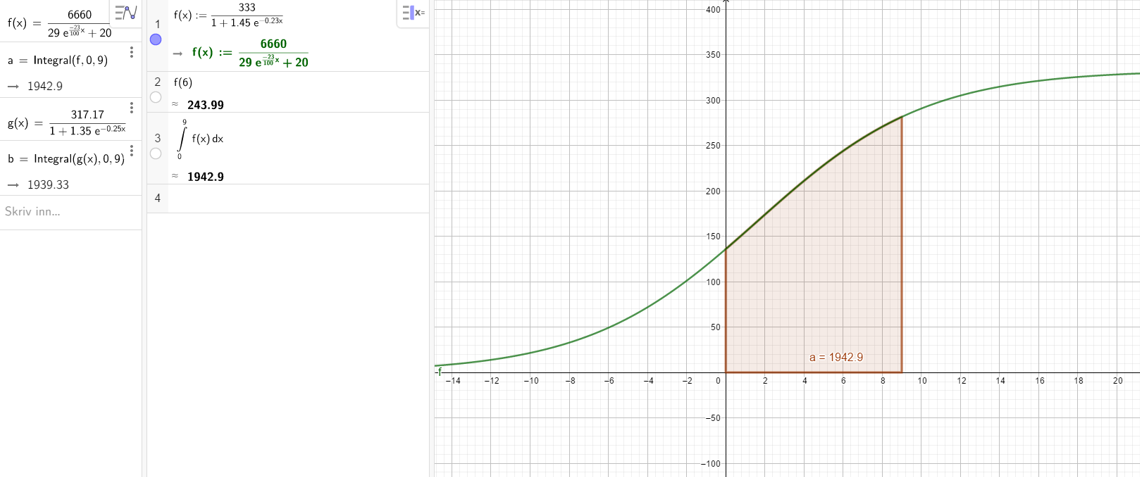 f(x) = 6660 / (29 e^(-23/100 x) + 20)
a = Integral(f, 0, 9)
→ 1942.9
g(x) = 317.17 / (1 + 1.35 e^(−0.25x))
b = Integral(g(x), 0, 9)
→ 1939.33
Skriv inn...
1
f(x) := 333 / (1 + 1.45 e^(−0.23x))
→ f(x) := 6660 / (29 e^(-23/100 x) + 20)
2 f(6)
≈ 243.99
3 ∫₀⁹ f(x) dx
≈ 1942.9
4
x=
400
350
300
250
200
150
100
50
−50
−100
−14 −12 −10 −8 −6 −4 −2 0 2 4 6 8 10 12 14 16 18 20
f
a = 1942.9